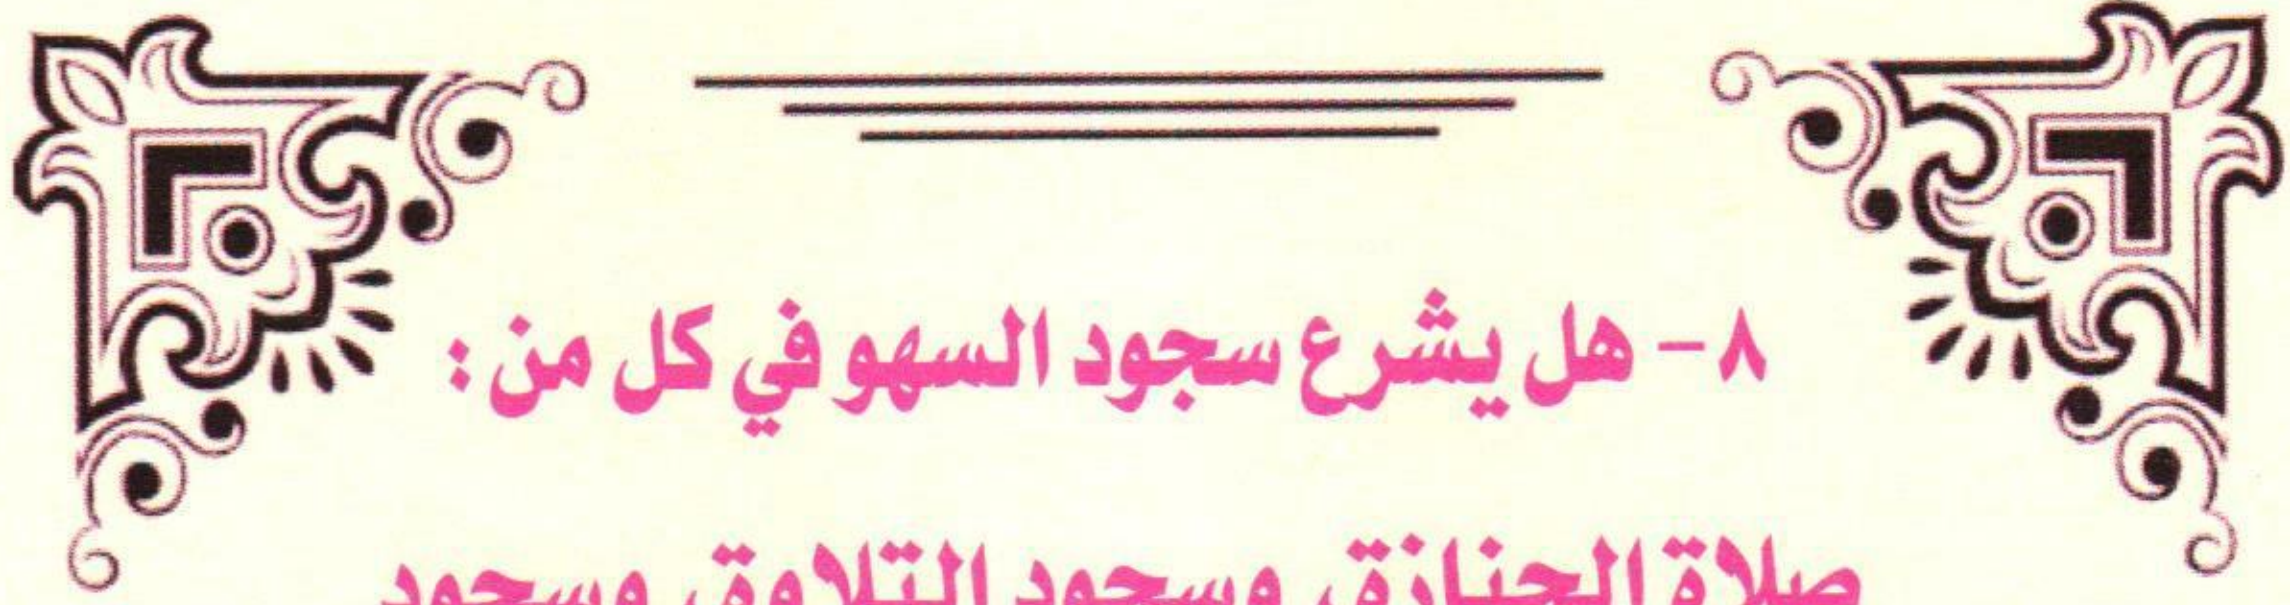 ٨ - هل يشرع سجود السهو في كل من :
صلاة الجنازة، وسجود التلاوة، وسجود